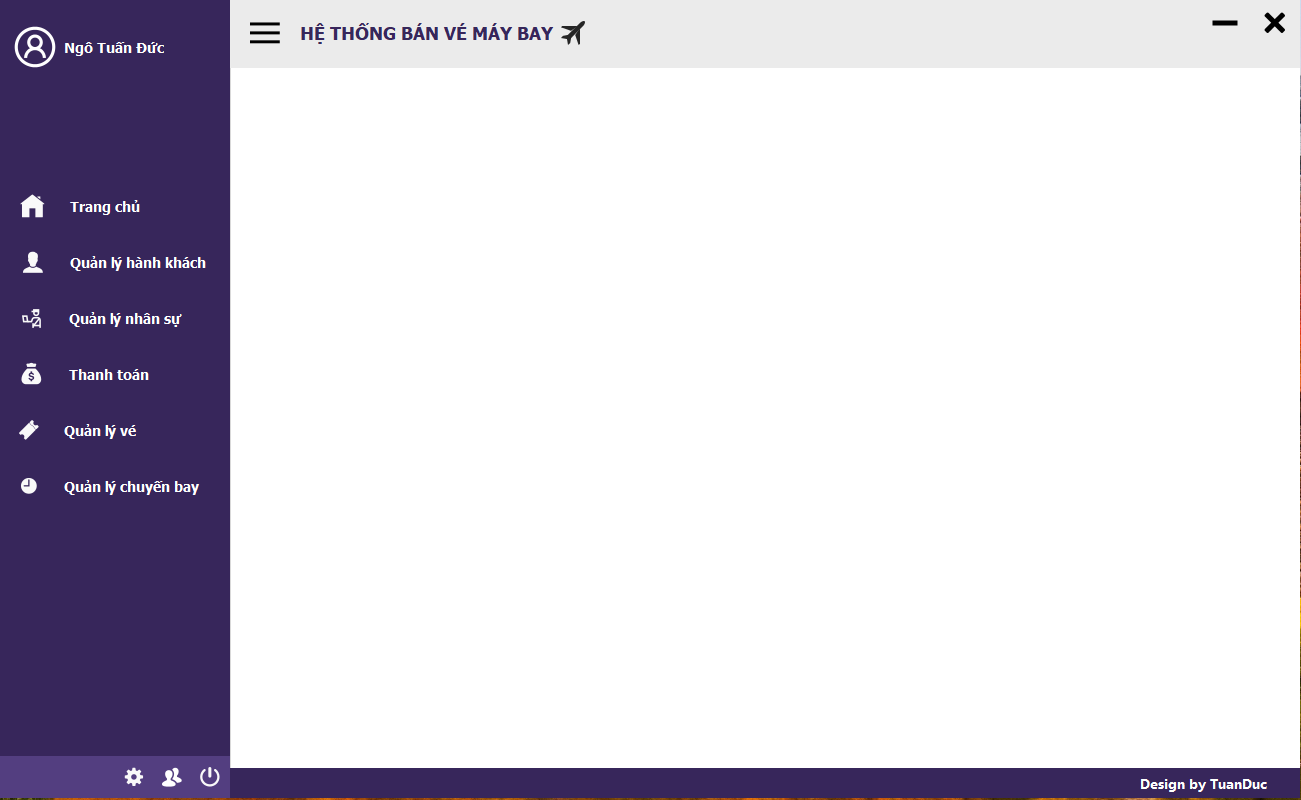 Ngô Tuấn Đức
HỆ THỐNG BÁN VÉ MÁY BAY
Trang chủ
Quản lý hành khách
Quản lý nhân sự
Thanh toán
Quản lý vé
Quản lý chuyến bay
Design by TuanDuc